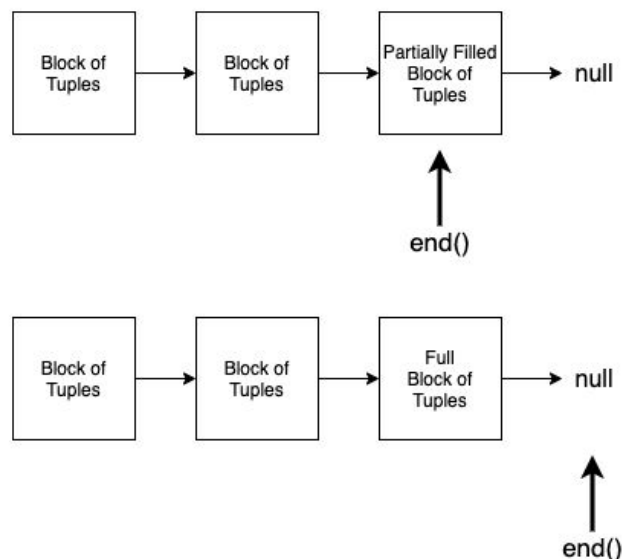 Block of
Tuples
Block of
Tuples
Partially Filled
Block of
Tuples
null
end()
Block of
Tuples
Block of
Tuples
Full
Block of
Tuples
null
end()